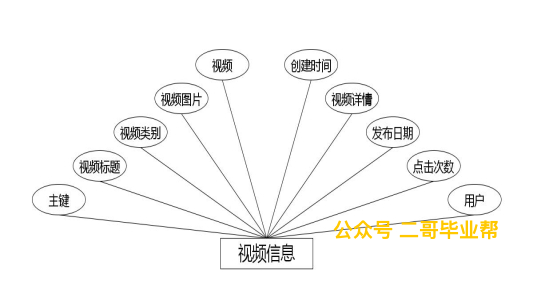 视频
创建时间
视频图片
视频详情
视频类别
发布日期
视频标题
点击次数
主键
用户
公众号 二哥毕业帮
视频信息